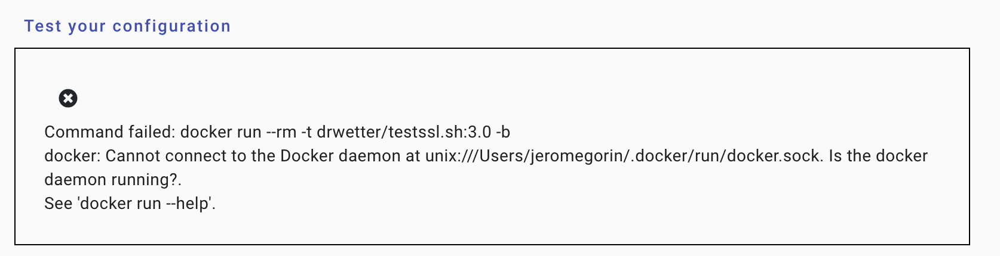 Test your configuration
Command failed: docker run --rm -t drwetter/testssl.sh:3.0 -b
docker: Cannot connect to the Docker daemon at unix:///Users/jeromegorin/.docker/run/docker.sock. Is the docker
daemon running?.
See 'docker run --help'.